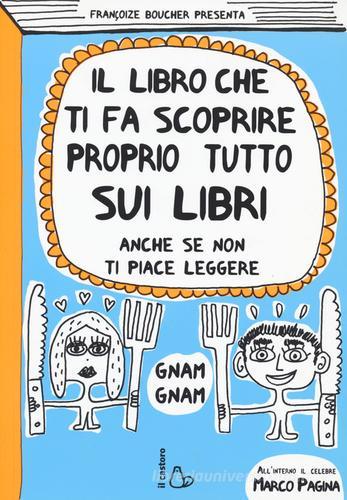 FRANÇOIZE BOUCHER PRESENTA
IL LIBRO CHE
TI FA SCOPRIRE
PROPRIO TUTTO
SUI LIBRI
ANCHE SE NON
TI PIACE LEGGERE
GNAM
GNAM
il castoro
ALL'INTERNO IL CELEBRE
MARCO PAGINA